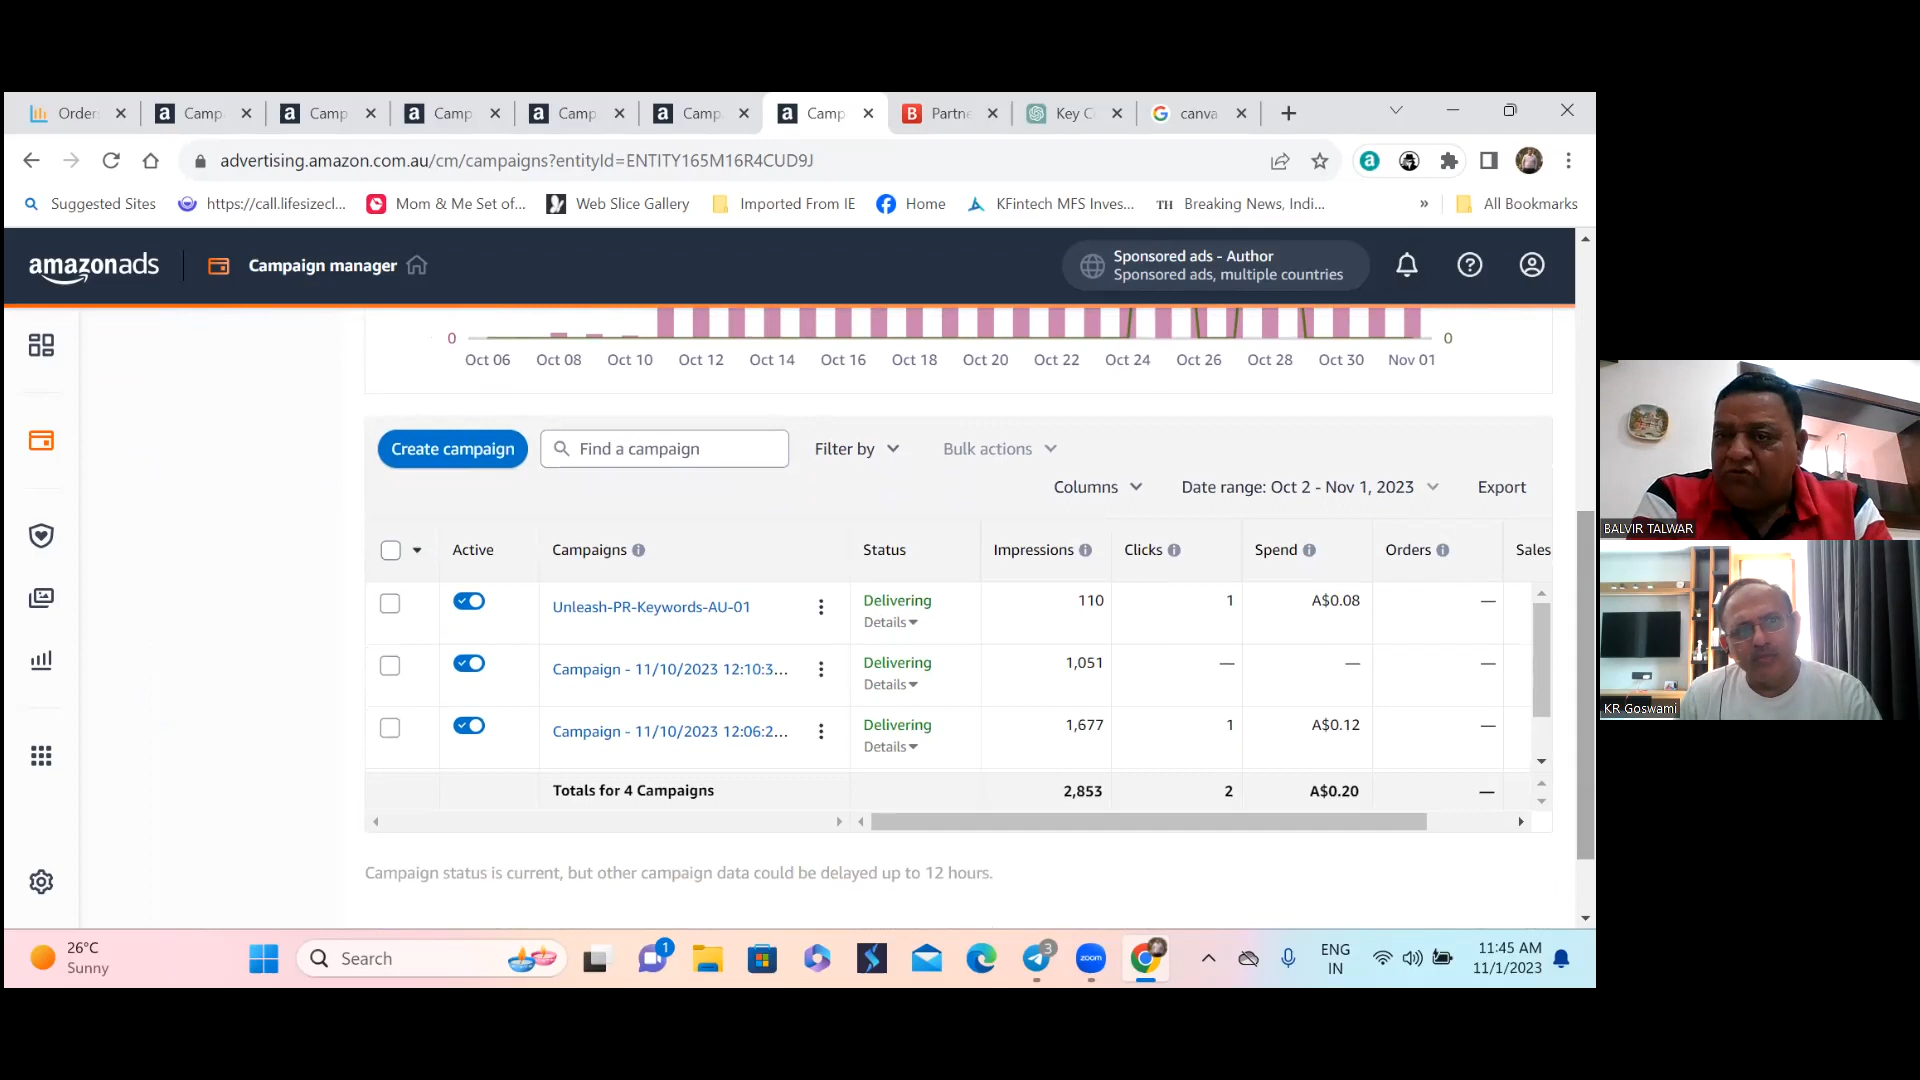 Order
Camp
Camp
Camp
Camp
Camp
Camp
Partne
Key C
canva
advertising.amazon.com.au/cm/campaigns?entityId=ENTITY165M16R4CUD9J
Suggested Sites
https://call.lifesizecl...
Mom & Me Set of...
Web Slice Gallery
Imported From IE
Home
KFintech MFS Inves...
TH
Breaking News, Indi...
»
All Bookmarks
amazonads
Campaign manager
Sponsored ads - Author
Sponsored ads, multiple countries
0
0
Oct 06 Oct 08 Oct 10 Oct 12 Oct 14 Oct 16 Oct 18 Oct 20 Oct 22 Oct 24 Oct 26 Oct 28 Oct 30 Nov 01
Create campaign
Find a campaign
Filter by
Bulk actions
Columns
Date range: Oct 2 - Nov 1, 2023
Export
Active Campaigns Status Impressions Clicks Spend Orders Sales
Unleash-PR-Keywords-AU-01 Delivering 110 1 A$0.08 —
Details
Campaign - 11/10/2023 12:10:3... Delivering 1,051 — — —
Details
Campaign - 11/10/2023 12:06:2... Delivering 1,677 1 A$0.12 —
Details
Totals for 4 Campaigns 2,853 2 A$0.20 —
Campaign status is current, but other campaign data could be delayed up to 12 hours.
26°C
Sunny
Search
1
3
zoom
ENG
IN
11:45 AM
11/1/2023
BALVIR TALWAR
KR Goswami